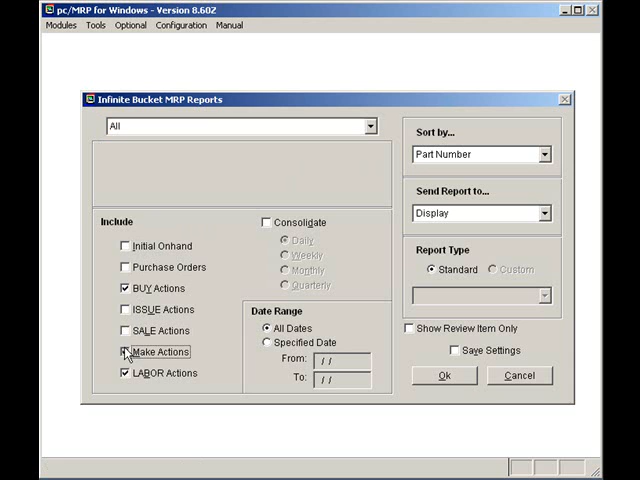 pc/MRP for Windows - Version 8.602
Modules Tools Optional Configuration Manual
Infinite Bucket MRP Reports
All
Include
Initial Onhand
Purchase Orders
BUY Actions
ISSUE Actions
SALE Actions
Make Actions
LABOR Actions
Consolidate
Daily
Weekly
Monthly
Quarterly
Date Range
All Dates
Specified Date
From: / /
To: / /
Sort by...
Part Number
Send Report to...
Display
Report Type
Standard Custom
Show Review Item Only
Save Settings
Ok Cancel